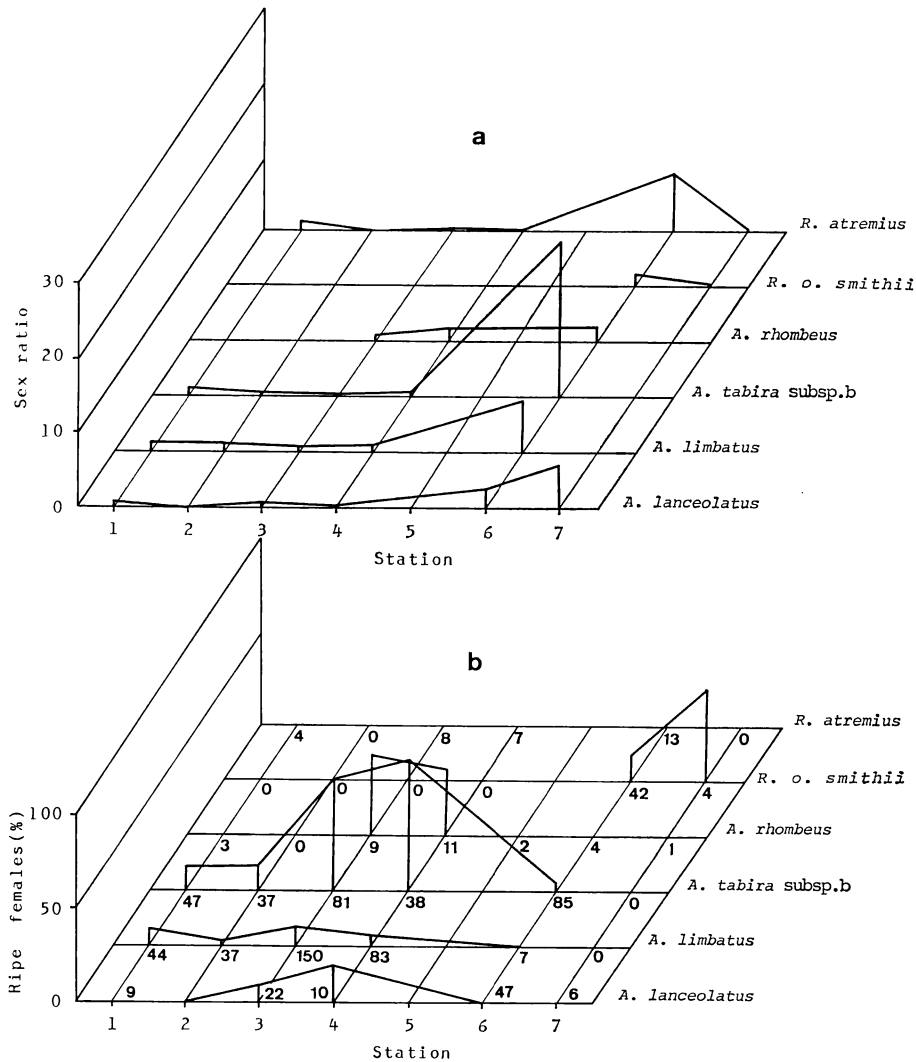 a
30
20
10
0
Sex ratio
R. atremius
R. o. smithii
A. rhombeus
A. tabira subsp.b
A. limbatus
A. lanceolatus
1 2 3 4 5 6 7
Station
b
100
50
0
Ripe females(%)
4 0 8 7 13 0
R. atremius
0 0 0 0 42 4
R. o. smithii
3 0 9 11 2 4 1
A. rhombeus
47 37 81 38 85 0
A. tabira subsp.b
44 37 150 83 7 0
A. limbatus
9 22 10 47 6
A. lanceolatus
1 2 3 4 5 6 7
Station